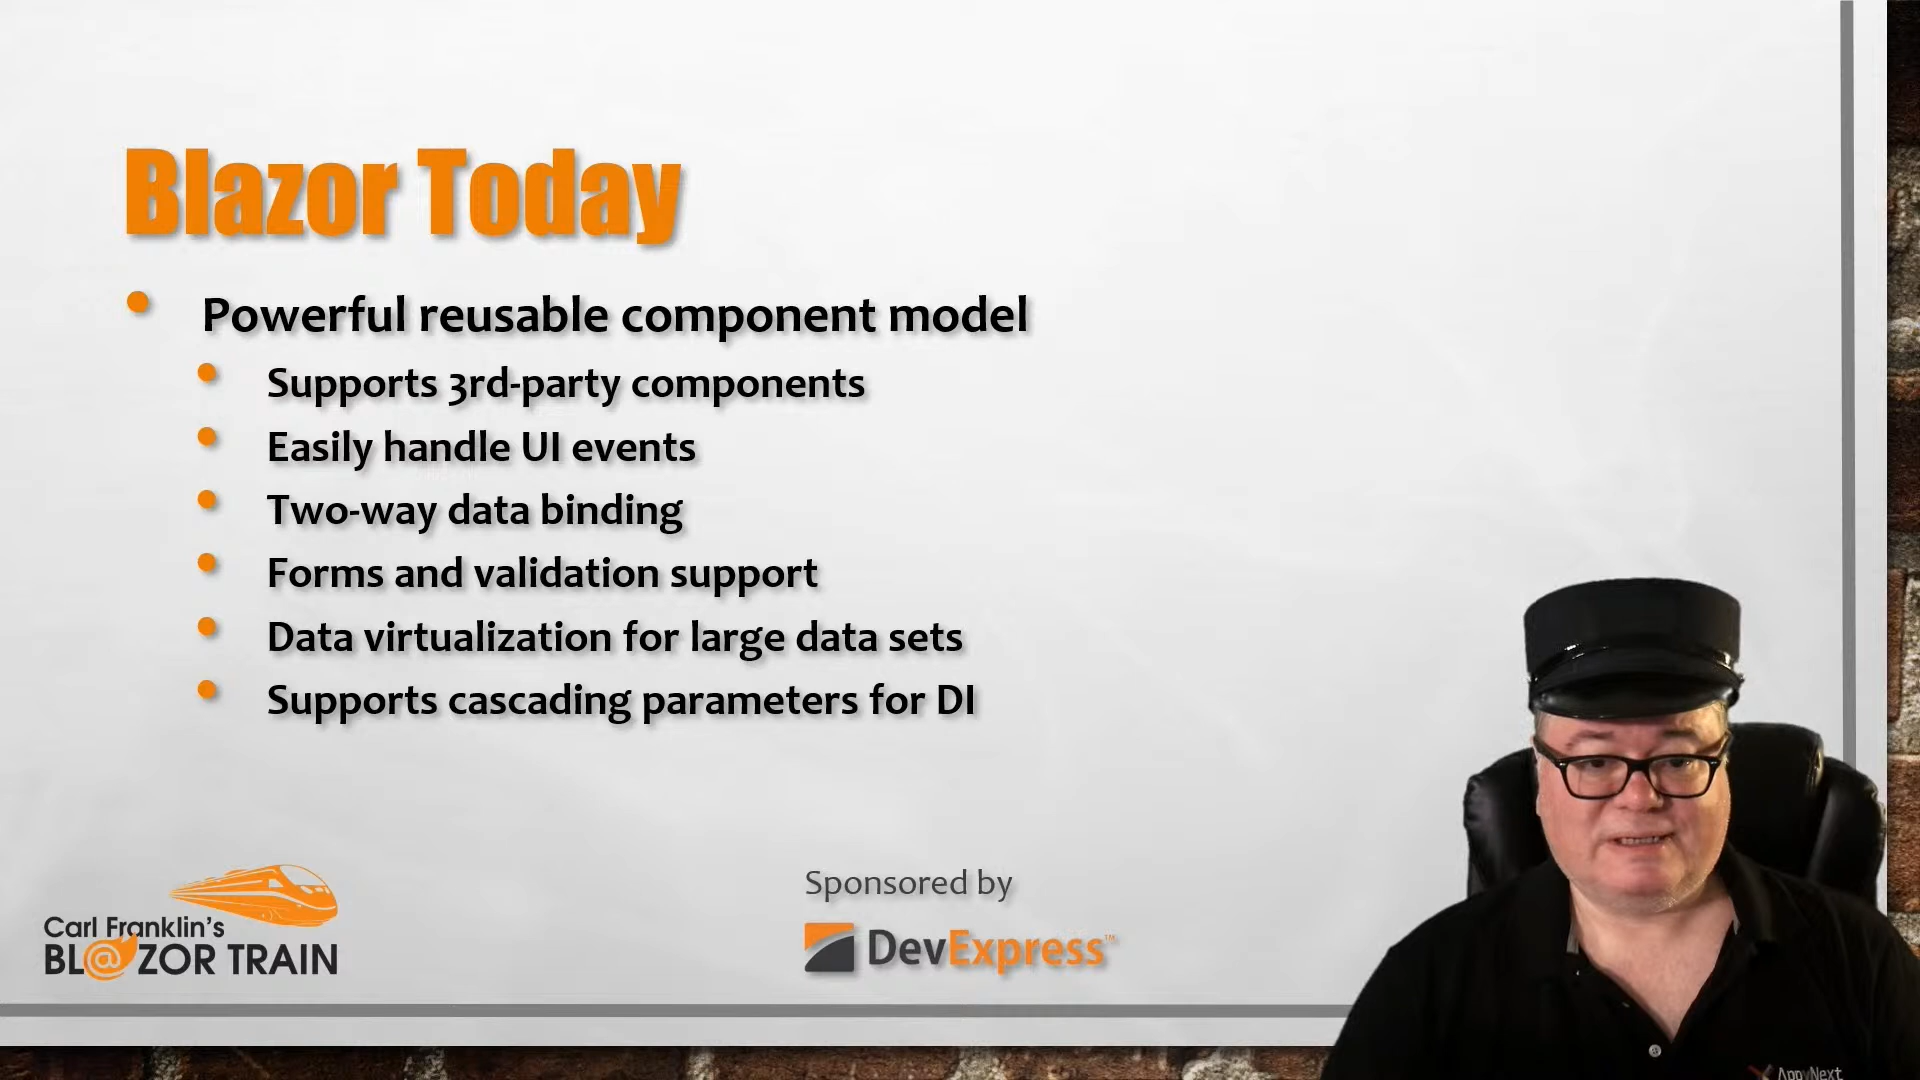 Blazor Today
Powerful reusable component model
Supports 3rd-party components
Easily handle UI events
Two-way data binding
Forms and validation support
Data virtualization for large data sets
Supports cascading parameters for DI
Carl Franklin's
BL@ZOR TRAIN
Sponsored by
DevExpress™
AppvNext